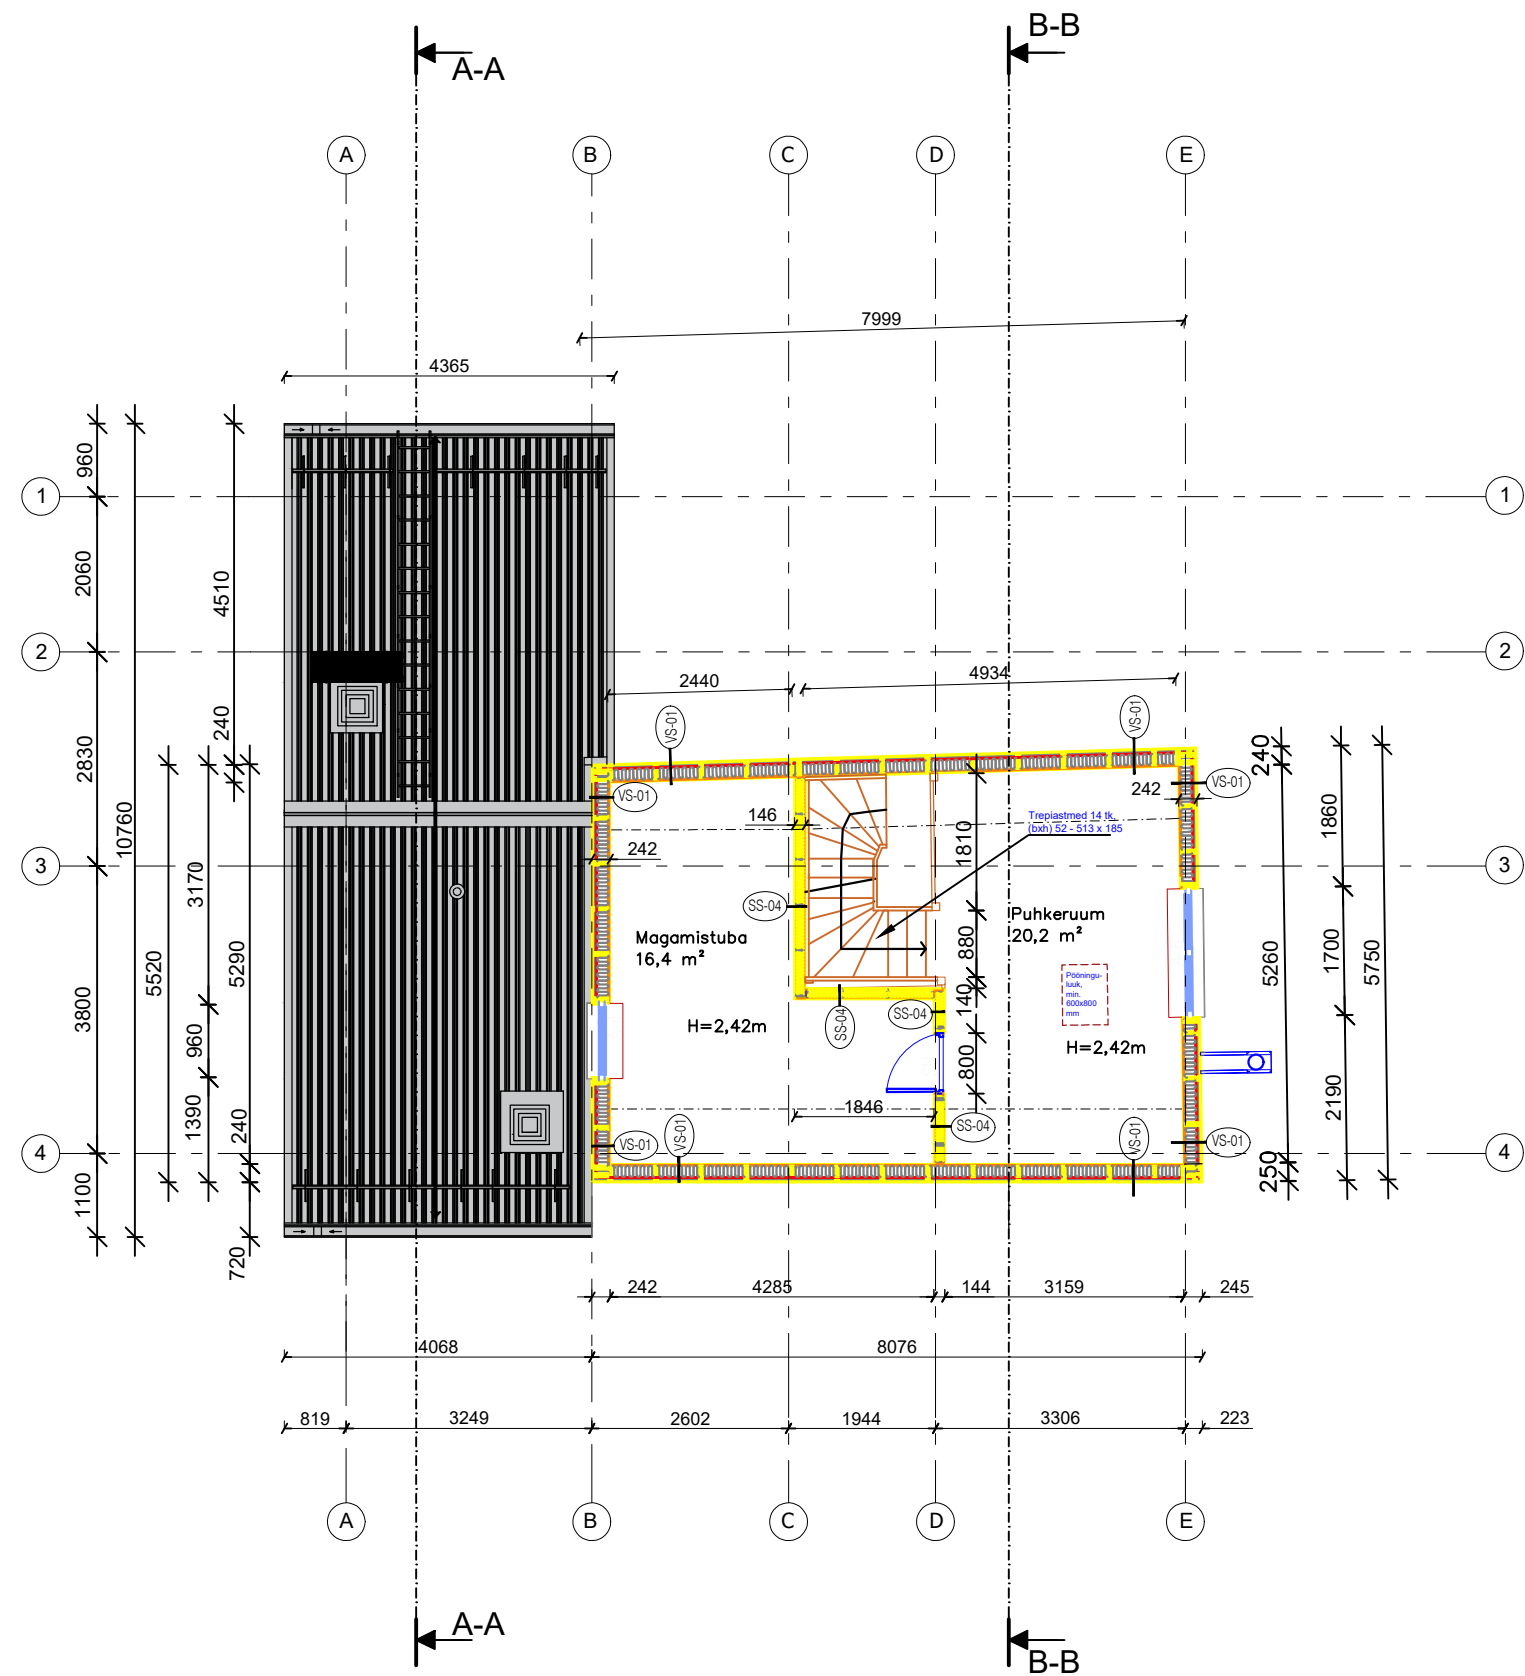 B-B
A-A
A
B
C
D
E
7999
4365
960
2060
2830
3800
1100
10760
4510
240
5520
3170
960
1390
5290
240
720
1
1
2
2
3
3
4
4
2440
4934
VS-01
VS-01
VS-01
VS-01
240
242
146
242
1810
Trepiastmed 14 tk,
(bxh) 52 - 513 x 185
SS-04
Magamistuba
16,4 m²
Puhkeruum
20,2 m²
880
140
800
Pööningu-
luuk,
min.
600x800
mm
SS-04
SS-04
H=2,42m
H=2,42m
1846
SS-04
VS-01
VS-01
VS-01
VS-01
1860
1700
2190
5260
5750
250
242
4285
144
3159
245
4068
8076
819
3249
2602
1944
3306
223
A
B
C
D
E
A-A
B-B